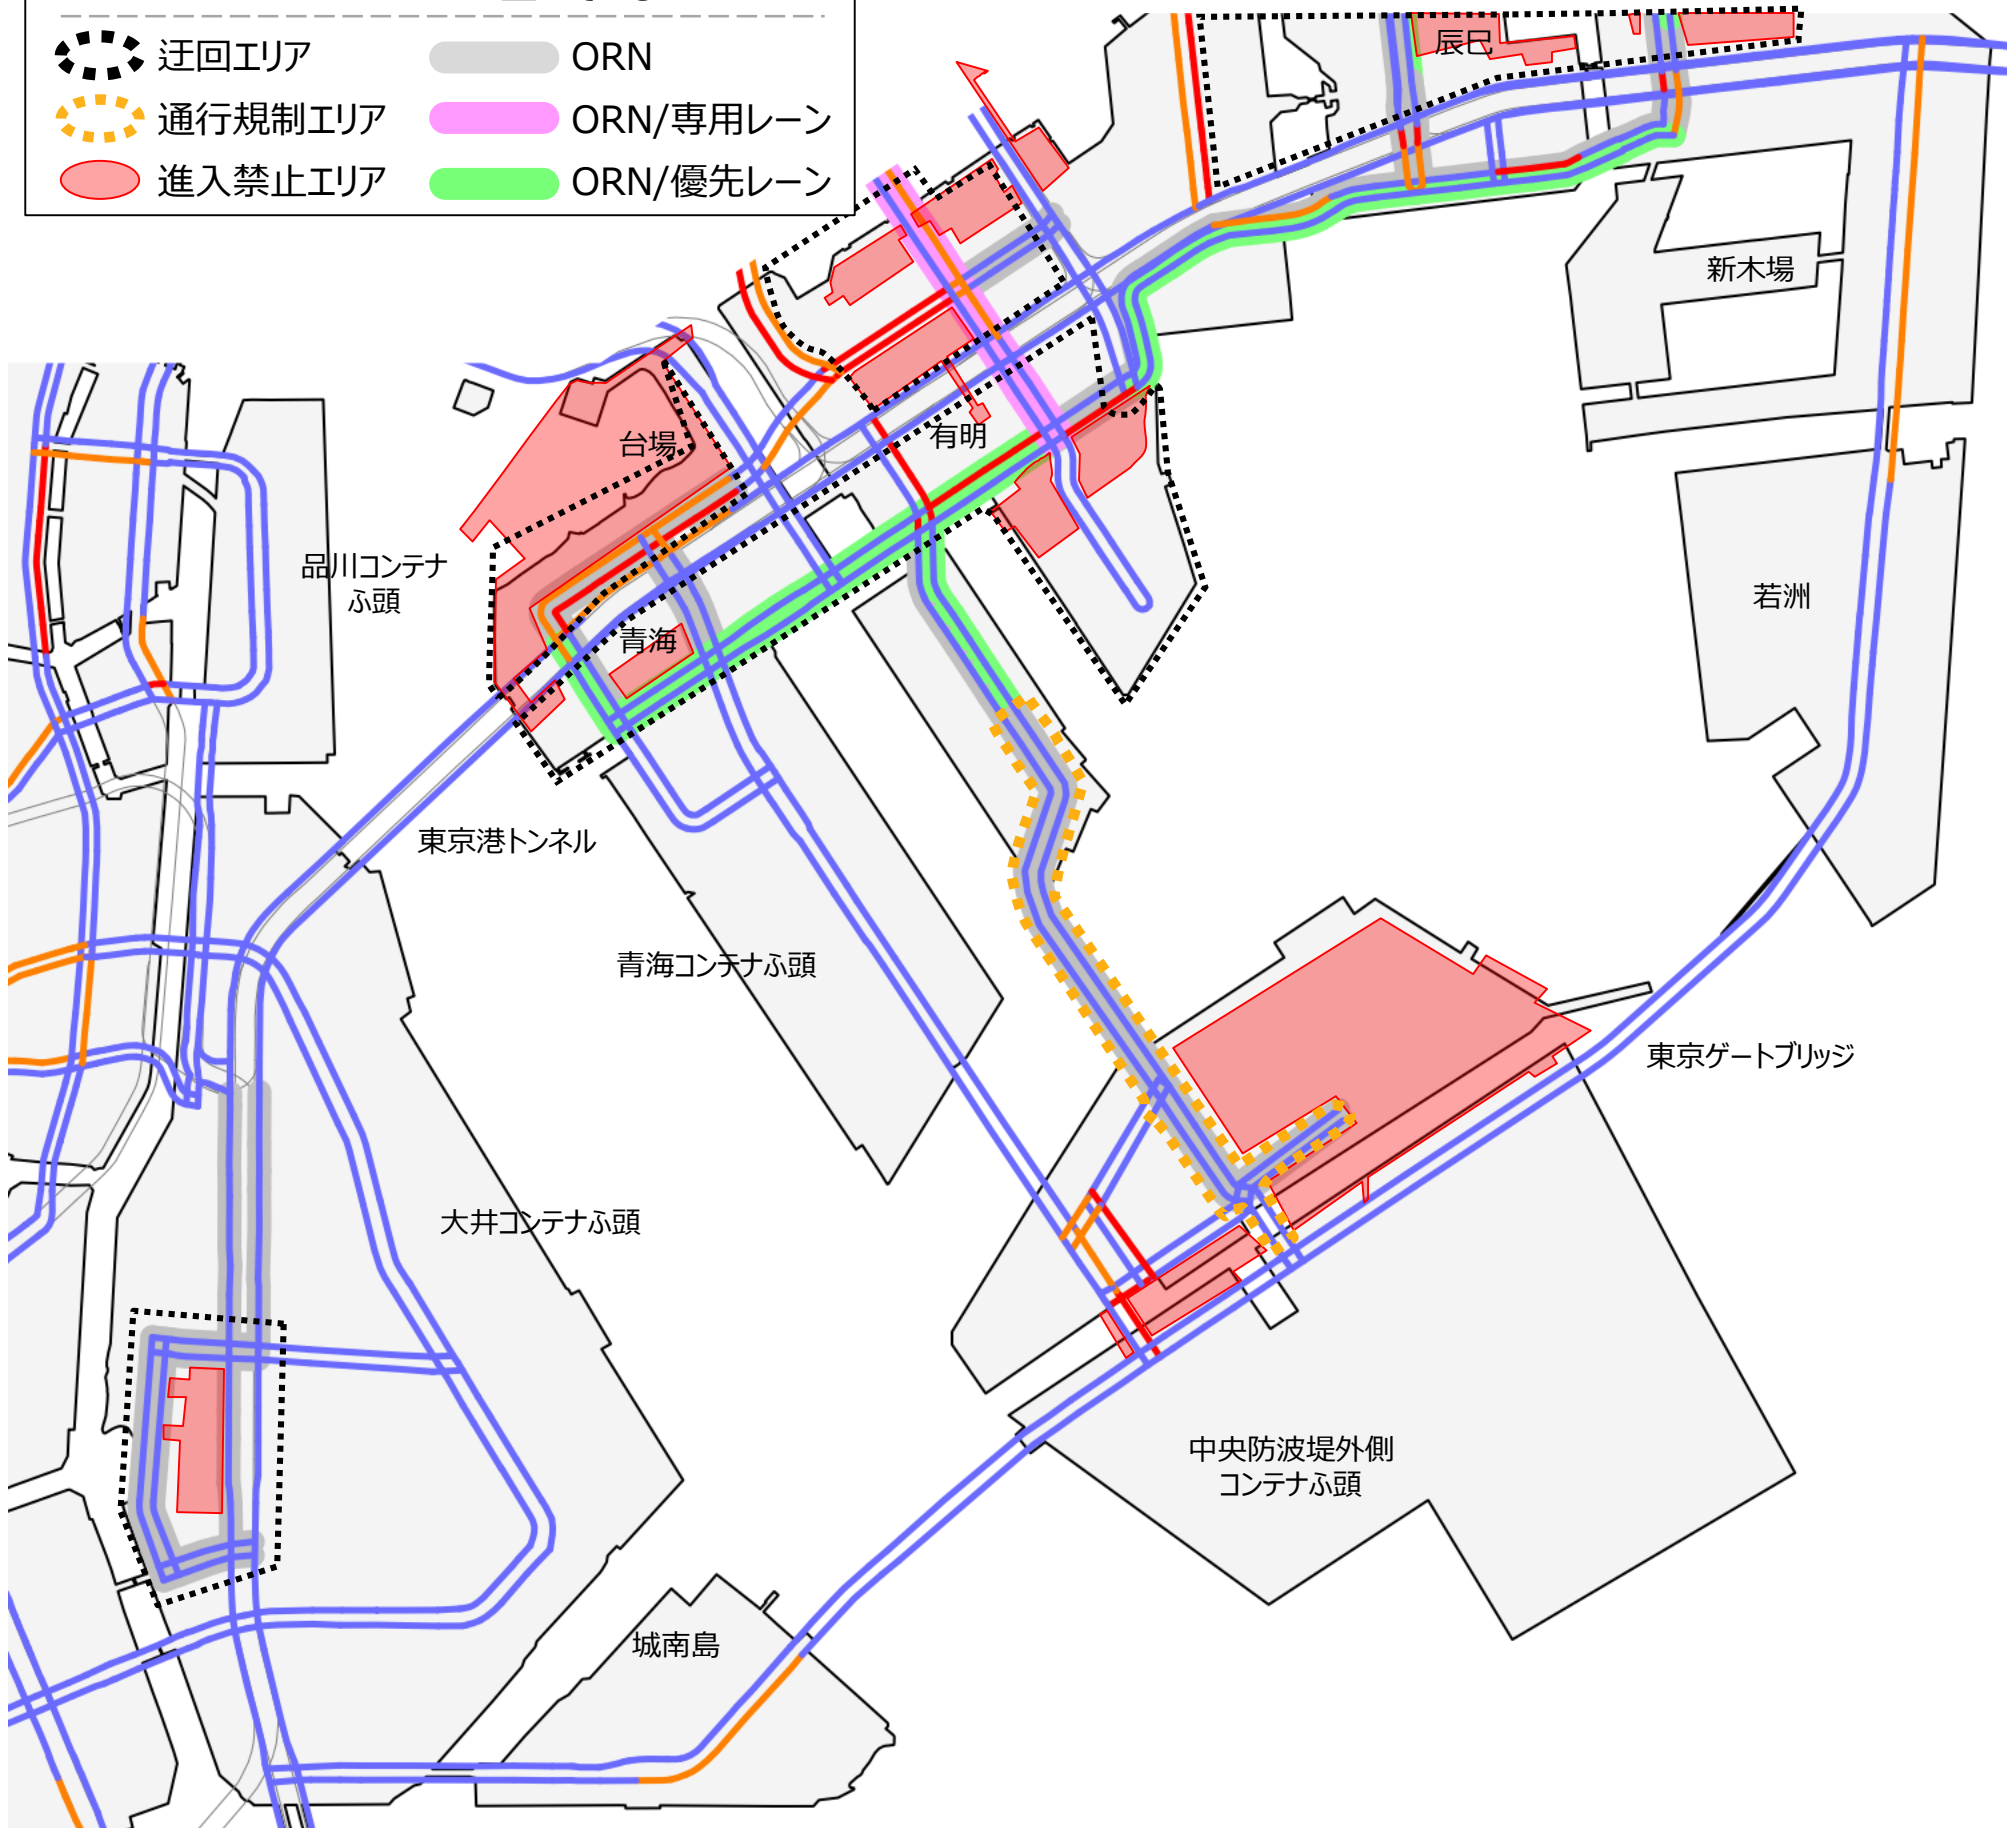 迂回エリア
ORN
通行規制エリア
ORN/専用レーン
進入禁止エリア
ORN/優先レーン
辰巳
新木場
台場
有明
品川コンテナ
ふ頭
若洲
青海
東京港トンネル
青海コンテナふ頭
東京ゲートブリッジ
大井コンテナふ頭
中央防波堤外側
コンテナふ頭
城南島